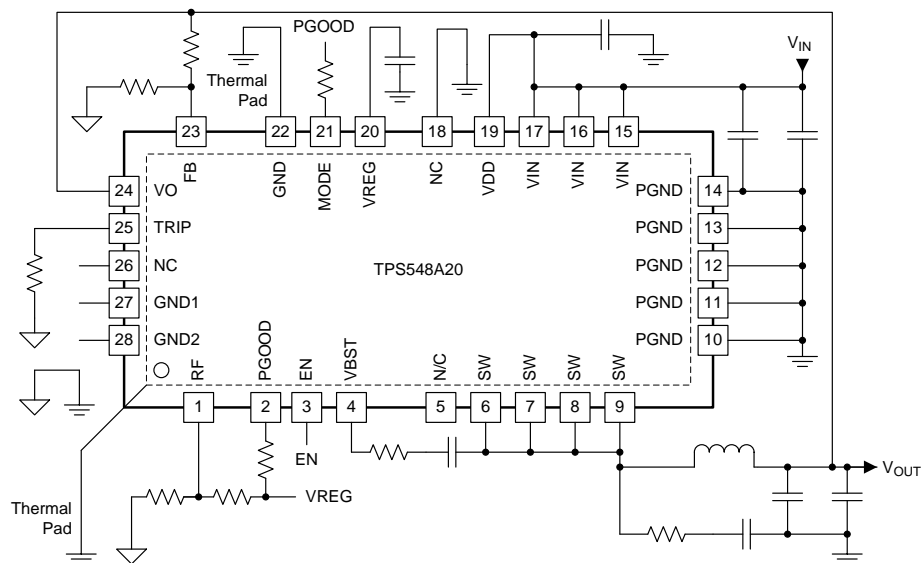 PGOOD
V_IN
Thermal
Pad
23 22 21 20 18 19 17 16 15
FB GND MODE VREG NC VDD VIN VIN VIN
24 VO PGND 14
25 TRIP PGND 13
26 NC TPS548A20 PGND 12
27 GND1 PGND 11
28 GND2 PGND 10
RF PGOOD EN VBST N/C SW SW SW SW
1 2 3 4 5 6 7 8 9
EN
V_OUT
VREG
Thermal
Pad